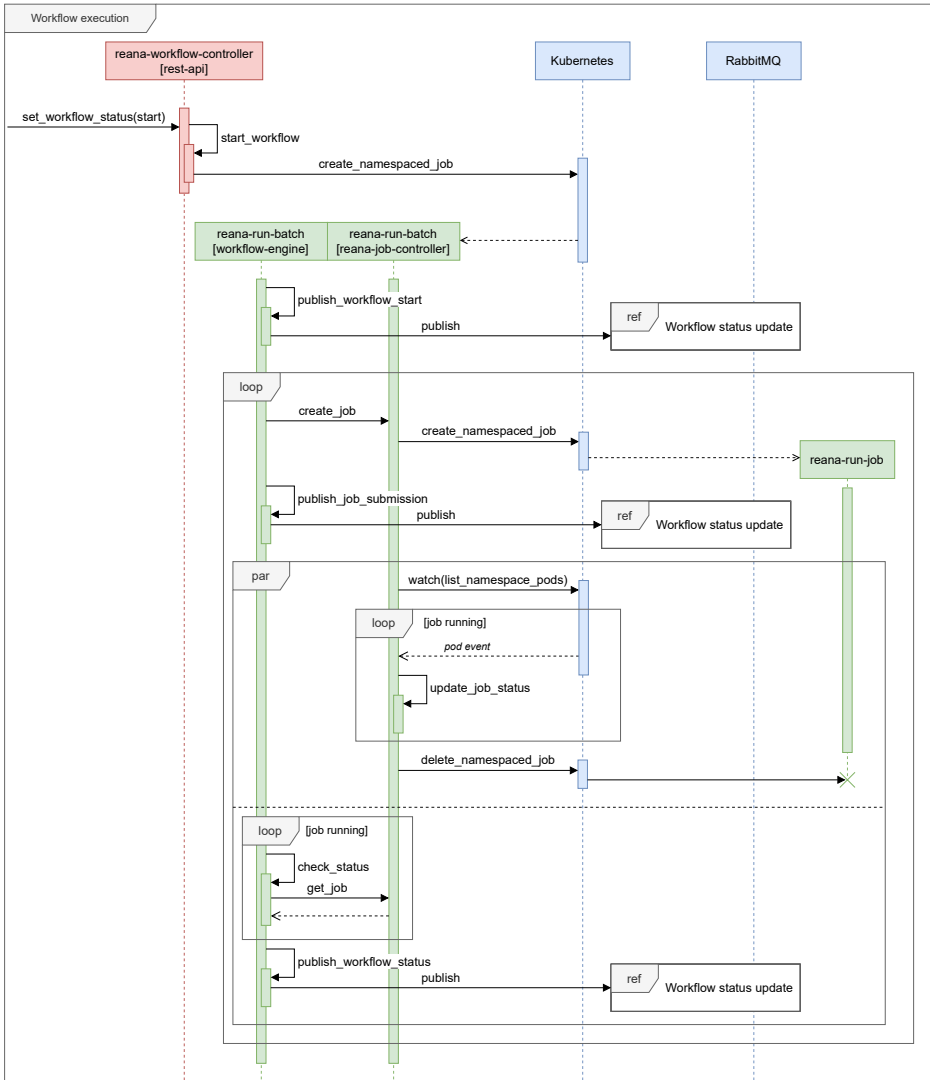 Workflow execution
reana-workflow-controller
[rest-api]
Kubernetes
RabbitMQ
set_workflow_status(start)
start_workflow
create_namespaced_job
reana-run-batch
[workflow-engine]
reana-run-batch
[reana-job-controller]
publish_workflow_start
publish
ref
Workflow status update
loop
create_job
create_namespaced_job
reana-run-job
publish_job_submission
publish
ref
Workflow status update
par
watch(list_namespace_pods)
loop
[job running]
pod event
update_job_status
delete_namespaced_job
loop
[job running]
check_status
get_job
publish_workflow_status
publish
ref
Workflow status update